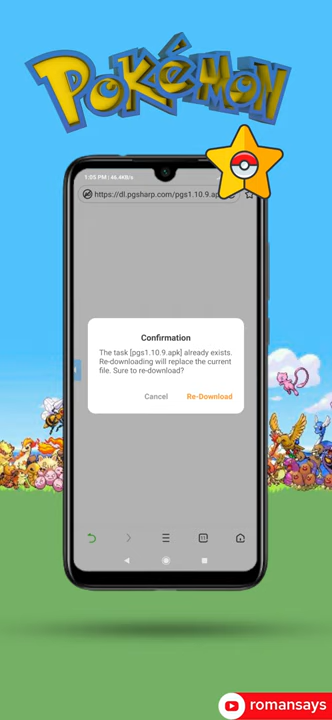 POKéMON
1:05 PM | 46.4KB/s
https://dl.pgsharp.com/pgs1.10.9.ap
Confirmation
The task [pgs1.10.9.apk] already exists.
Re-downloading will replace the current
file. Sure to re-download?
Cancel
Re-Download
romansays